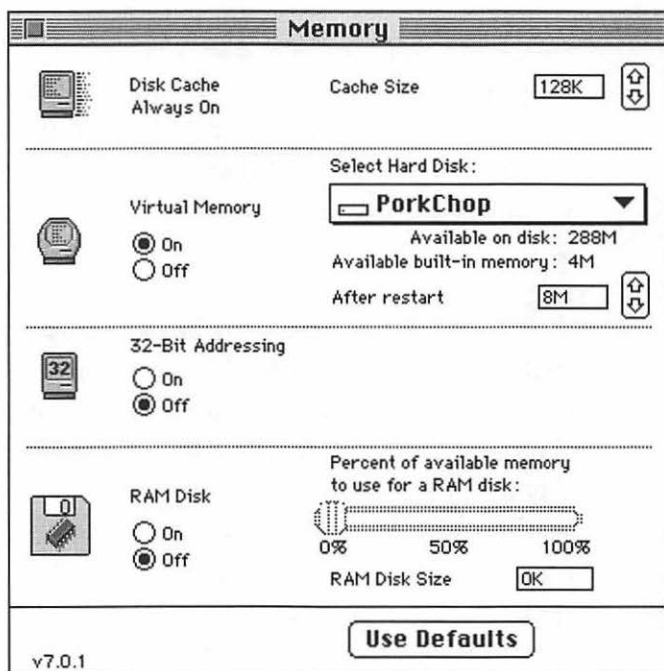 Memory
Disk Cache
Always On
Cache Size
128K
Select Hard Disk:
PorkChop
Virtual Memory
On
Off
Available on disk: 288M
Available built-in memory: 4M
After restart
8M
32-Bit Addressing
32
On
Off
Percent of available memory
to use for a RAM disk:
RAM Disk
On
Off
0% 50% 100%
RAM Disk Size
0K
Use Defaults
v7.0.1